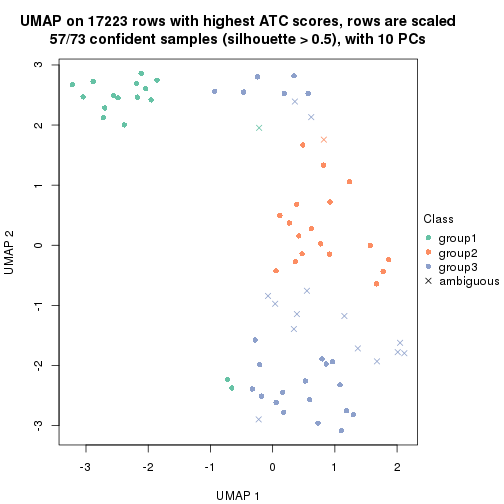 UMAP on 17223 rows with highest ATC scores, rows are scaled
57/73 confident samples (silhouette > 0.5), with 10 PCs
3
2
1
0
-1
-2
-3
UMAP 2
-3
-2
-1
0
1
2
UMAP 1
Class
group1
group2
group3
ambiguous